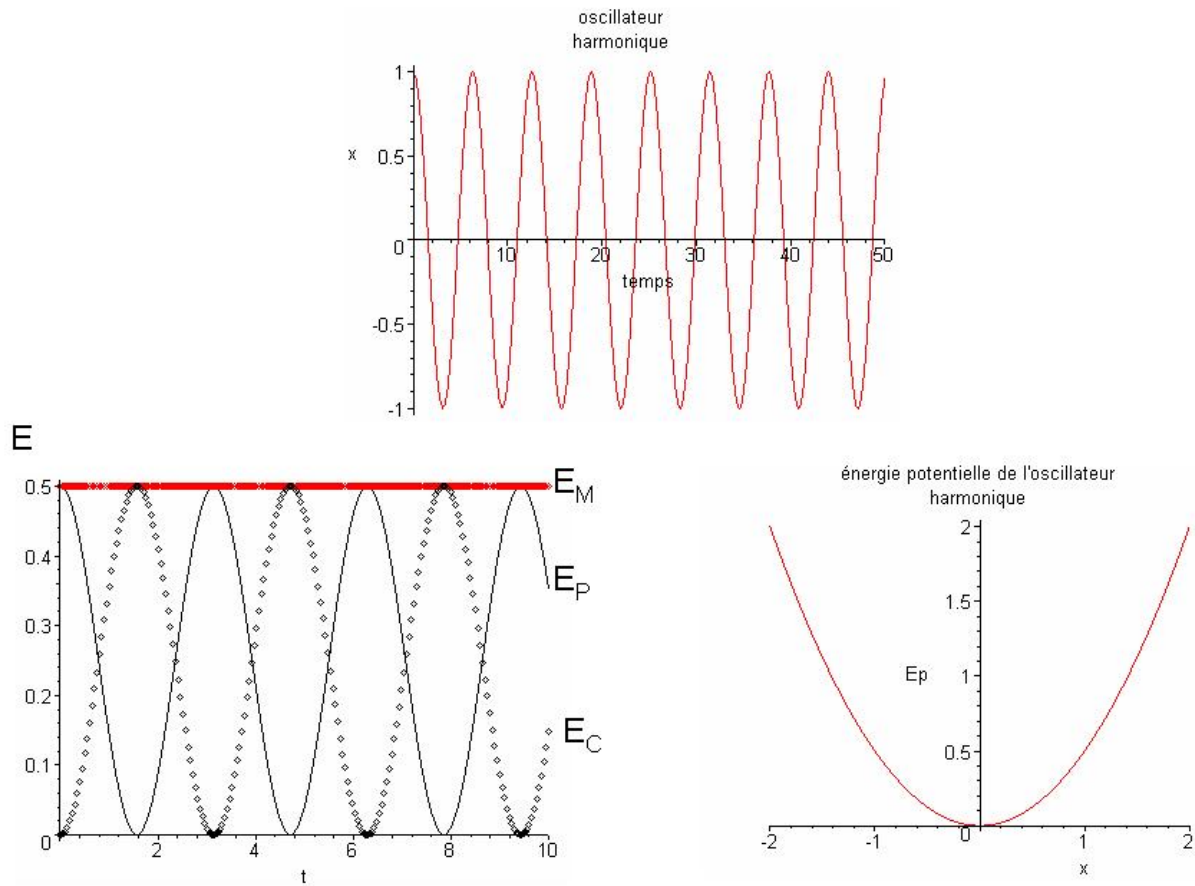 oscillateur
harmonique
1
x
0.5
0
10
20
30
40
50
temps
-0.5
-1
E
0.5
0.4
0.3
0.2
0.1
0
2
4
6
8
10
t
E_M
E_P
E_C
énergie potentielle de l'oscillateur
harmonique
2
1.5
Ep
1
0.5
0
-2
-1
1
2
x